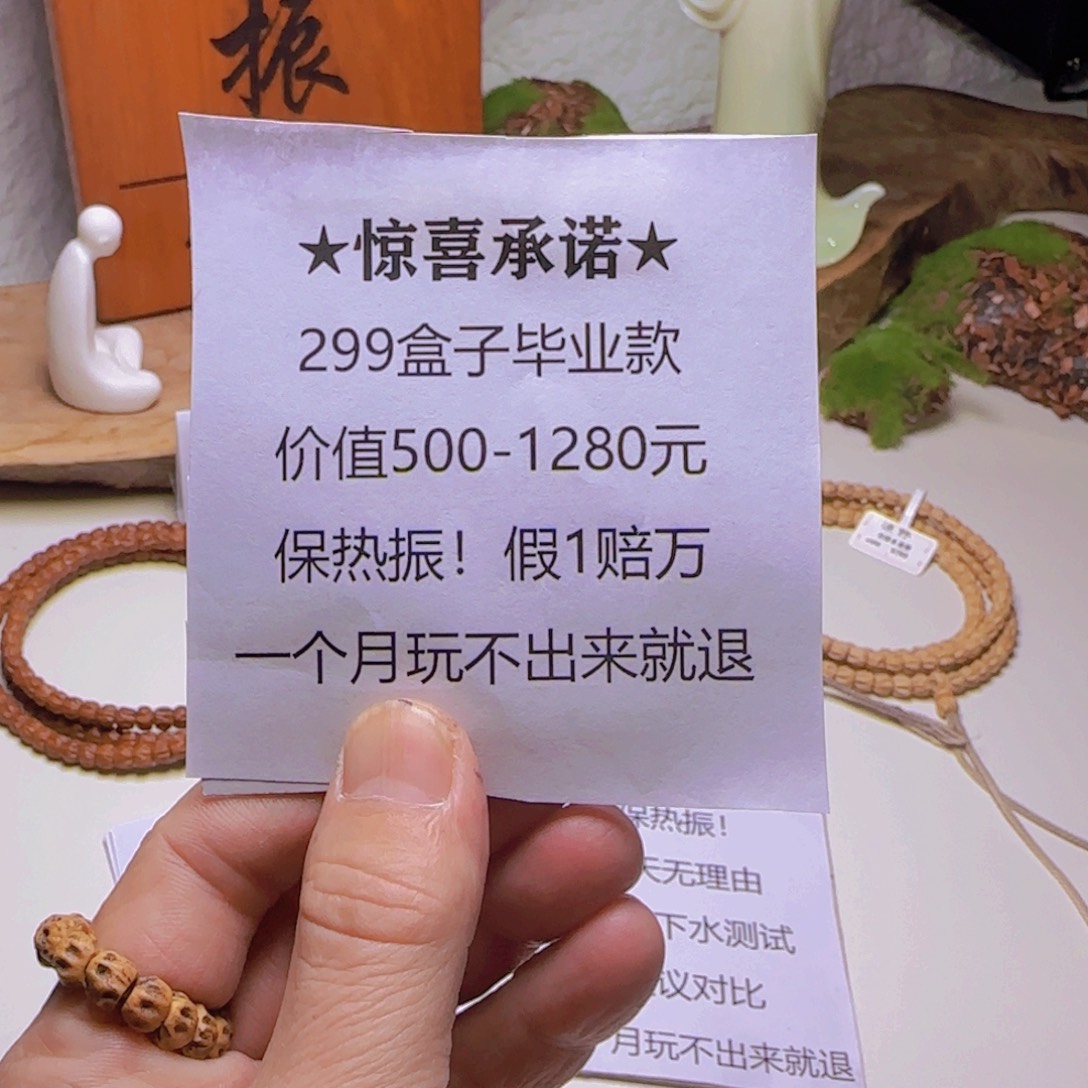 振
★惊喜承诺★
299盒子毕业款
价值500-1280元
保热振！假1赔万
一个月玩不出来就退
保热振！
天无理由
下水测试
议对比
月玩不出来就退